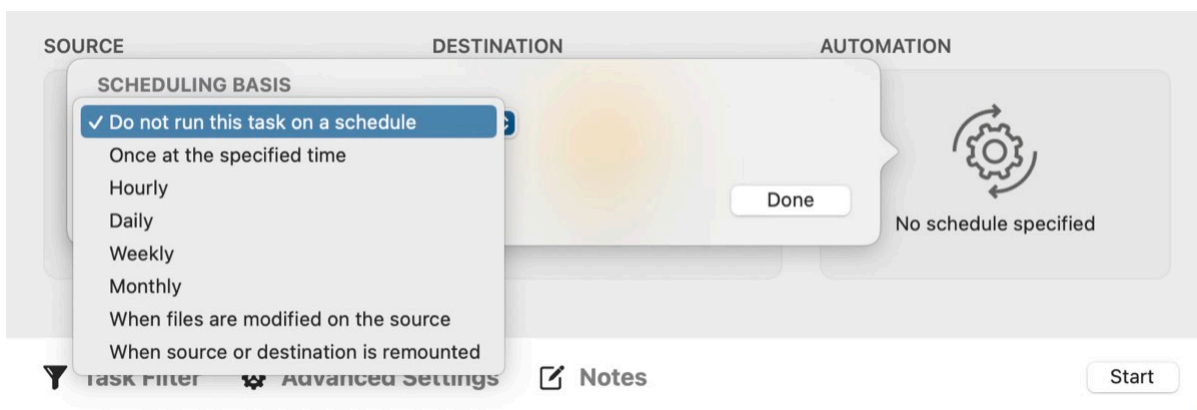 SOURCE DESTINATION AUTOMATION
SCHEDULING BASIS
✓ Do not run this task on a schedule
Once at the specified time
Hourly
Daily
Weekly
Monthly
When files are modified on the source
When source or destination is remounted
Done
No schedule specified
Task Filter Advanced Settings Notes
Start